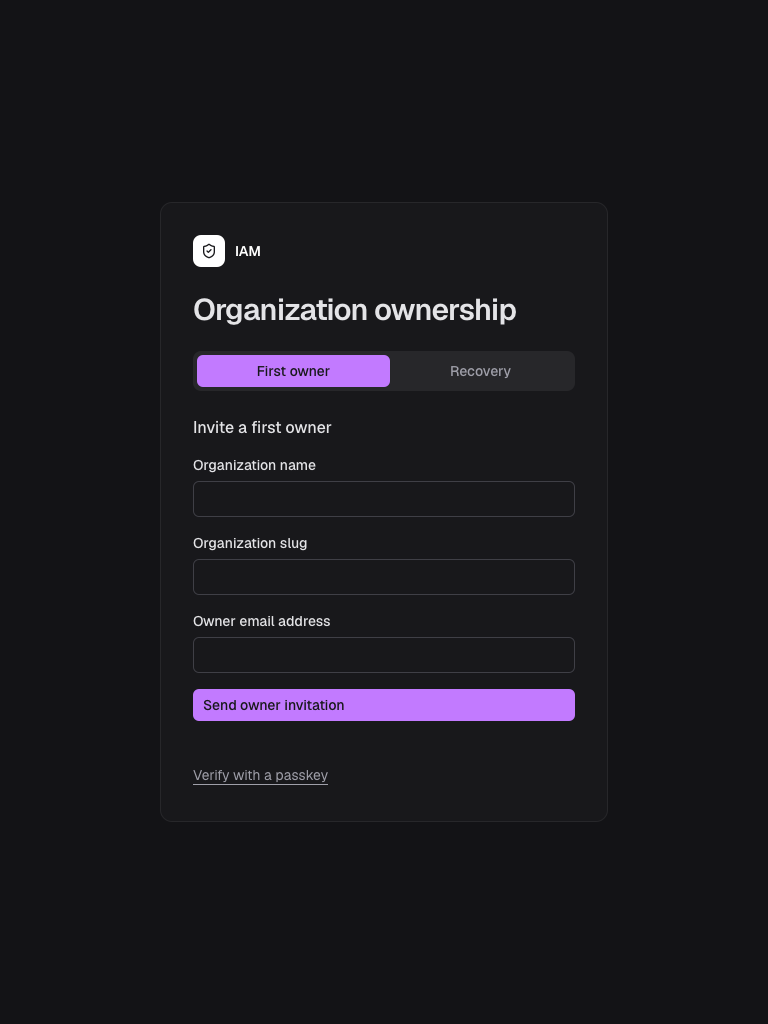 IAM
Organization ownership
First owner
Recovery
Invite a first owner
Organization name
Organization slug
Owner email address
Send owner invitation
Verify with a passkey